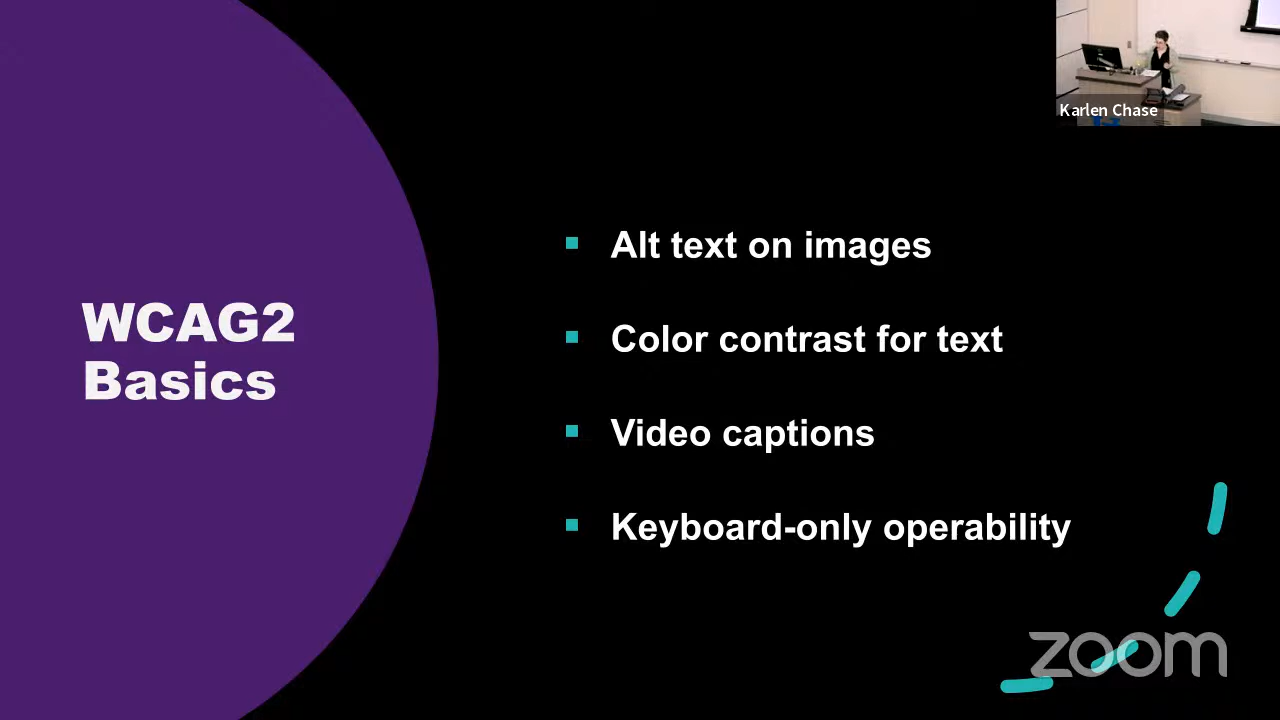 Karlen Chase
WCAG2
Basics
Alt text on images
Color contrast for text
Video captions
Keyboard-only operability
zoom